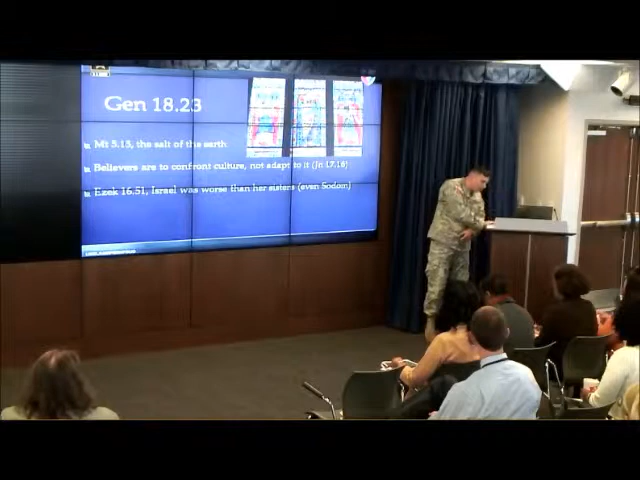 Gen 18.23
Mt 5.13, the salt of the earth
Believers are to confront culture, not adapt to it (Jn 17.16)
Ezek 16.51, Israel was worse than her sisters (even Sodom)